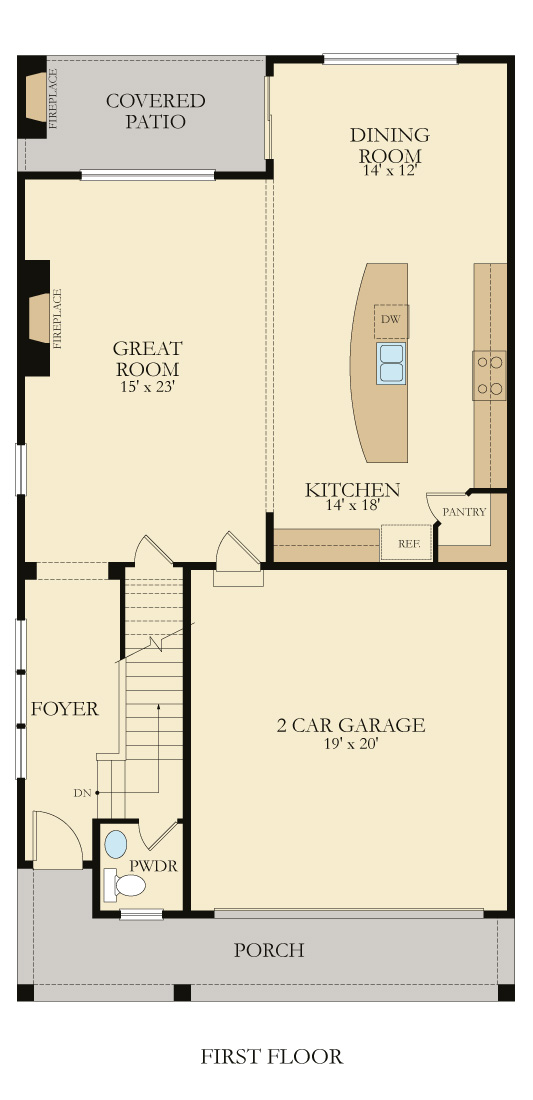 FIREPLACE
COVERED
PATIO
DINING
ROOM
14' x 12'
FIREPLACE
DW
GREAT
ROOM
15' x 23'
KITCHEN
14' x 18'
PANTRY
REF.
FOYER
2 CAR GARAGE
19' x 20'
DN
PWDR
PORCH
FIRST FLOOR